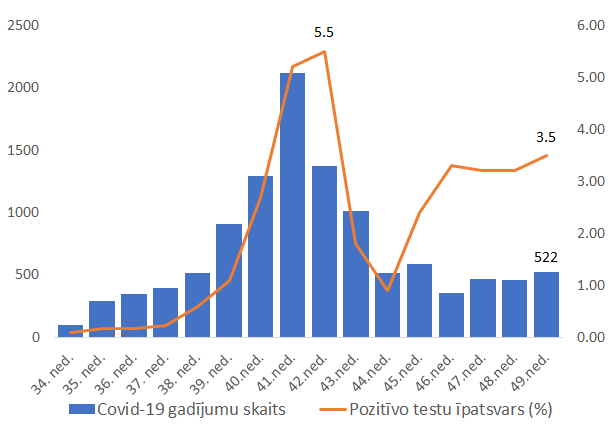 2500
2000
1500
1000
500
0
6.00
5.00
4.00
3.00
2.00
1.00
0.00
5.5
3.5
522
34. ned.
35. ned.
36. ned.
37. ned.
38. ned.
39. ned.
40.ned.
41.ned.
42.ned.
43.ned.
44.ned.
45.ned.
46.ned.
47.ned.
48.ned.
49.ned.
Covid-19 gadījumu skaits
Pozitīvo testu īpatsvars (%)